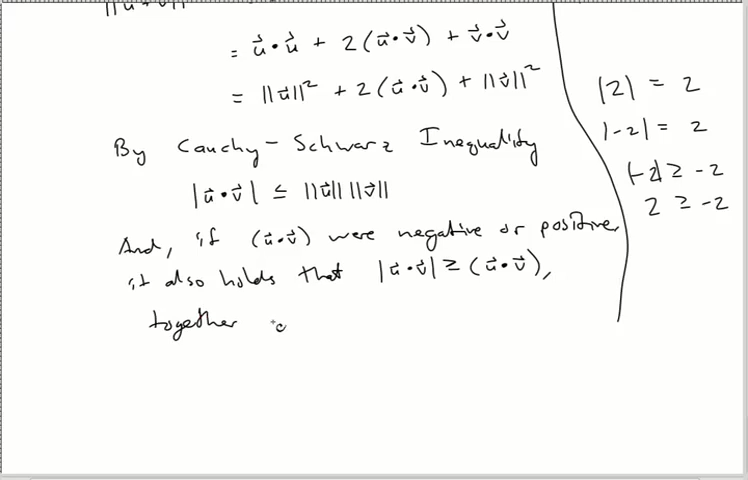 = u⃗ • u⃗ + 2(u⃗ • v⃗) + v⃗ • v⃗
= ||u⃗||² + 2(u⃗ • v⃗) + ||v⃗||²
By Cauchy - Schwarz Inequality
|u⃗ • v⃗| ≤ ||u⃗|| ||v⃗||
And, if (u⃗ • v⃗) were negative or positive,
it also holds that |u⃗ • v⃗| ≥ (u⃗ • v⃗),
together
|2| = 2
|-2| = 2
|-2| ≥ -2
2 ≥ -2